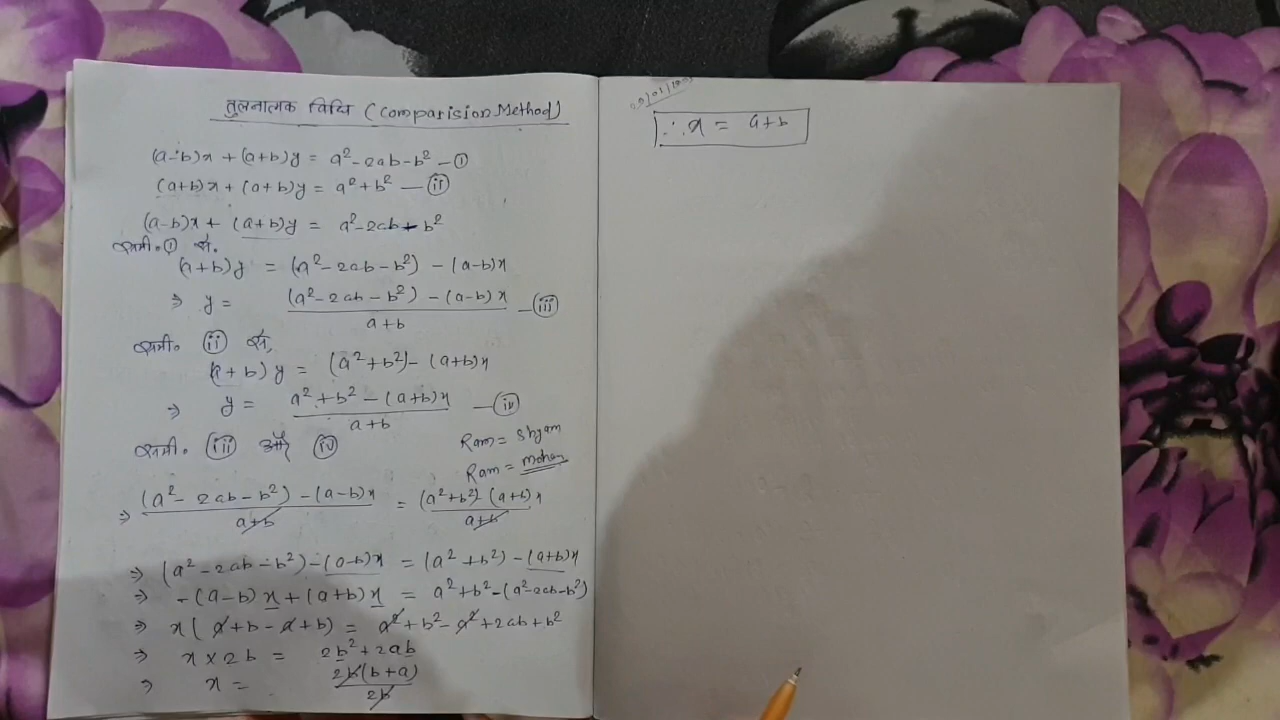 तुलनात्मक विधि (Comparision Method)
(a-b)x + (a+b)y = a²-2ab-b² - ①
(a+b)x + (a+b)y = a²+b² — ⅱ
(a-b)x + (a+b)y = a²-2ab-b²
समी० ① से,
(a+b)y = (a²-2ab-b²) - (a-b)x
⇒ y = (a²-2ab-b²) - (a-b)x / a+b — ⅲ
समी० ⅱ से,
(a+b)y = (a²+b²) - (a+b)x
⇒ y = a²+b²-(a+b)x / a+b — ⅳ
समी० ⅲ और ⅳ
Ram = Shyam
Ram = mohan
⇒ (a²-2ab-b²) - (a-b)x / a+b = (a²+b²) - (a+b)x / a+b
⇒ (a²-2ab-b²) - (a-b)x = (a²+b²) - (a+b)x
⇒ -(a-b)x + (a+b)x = a²+b²-(a²-2ab-b²)
⇒ x(a+b-a+b) = a²+b²-a²+2ab+b²
⇒ x×2b = 2b²+2ab
⇒ x = 2b(b+a) / 2b
∴ x = a+b